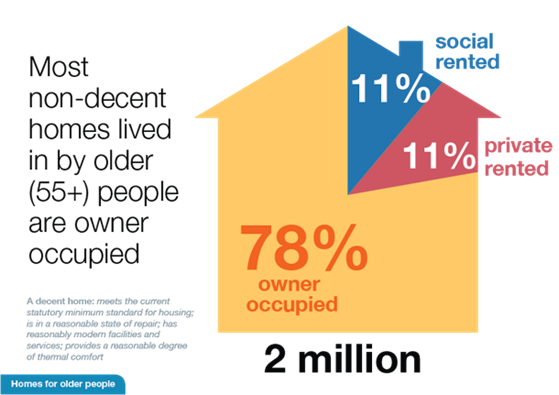 Most
non-decent
homes lived
in by older
(55+) people
are owner
occupied
A decent home: meets the current
statutory minimum standard for housing;
is in a reasonable state of repair; has
reasonably modern facilities and
services; provides a reasonable degree
of thermal comfort
Homes for older people
social
rented
11%
11%
private
rented
78%
owner
occupied
2 million